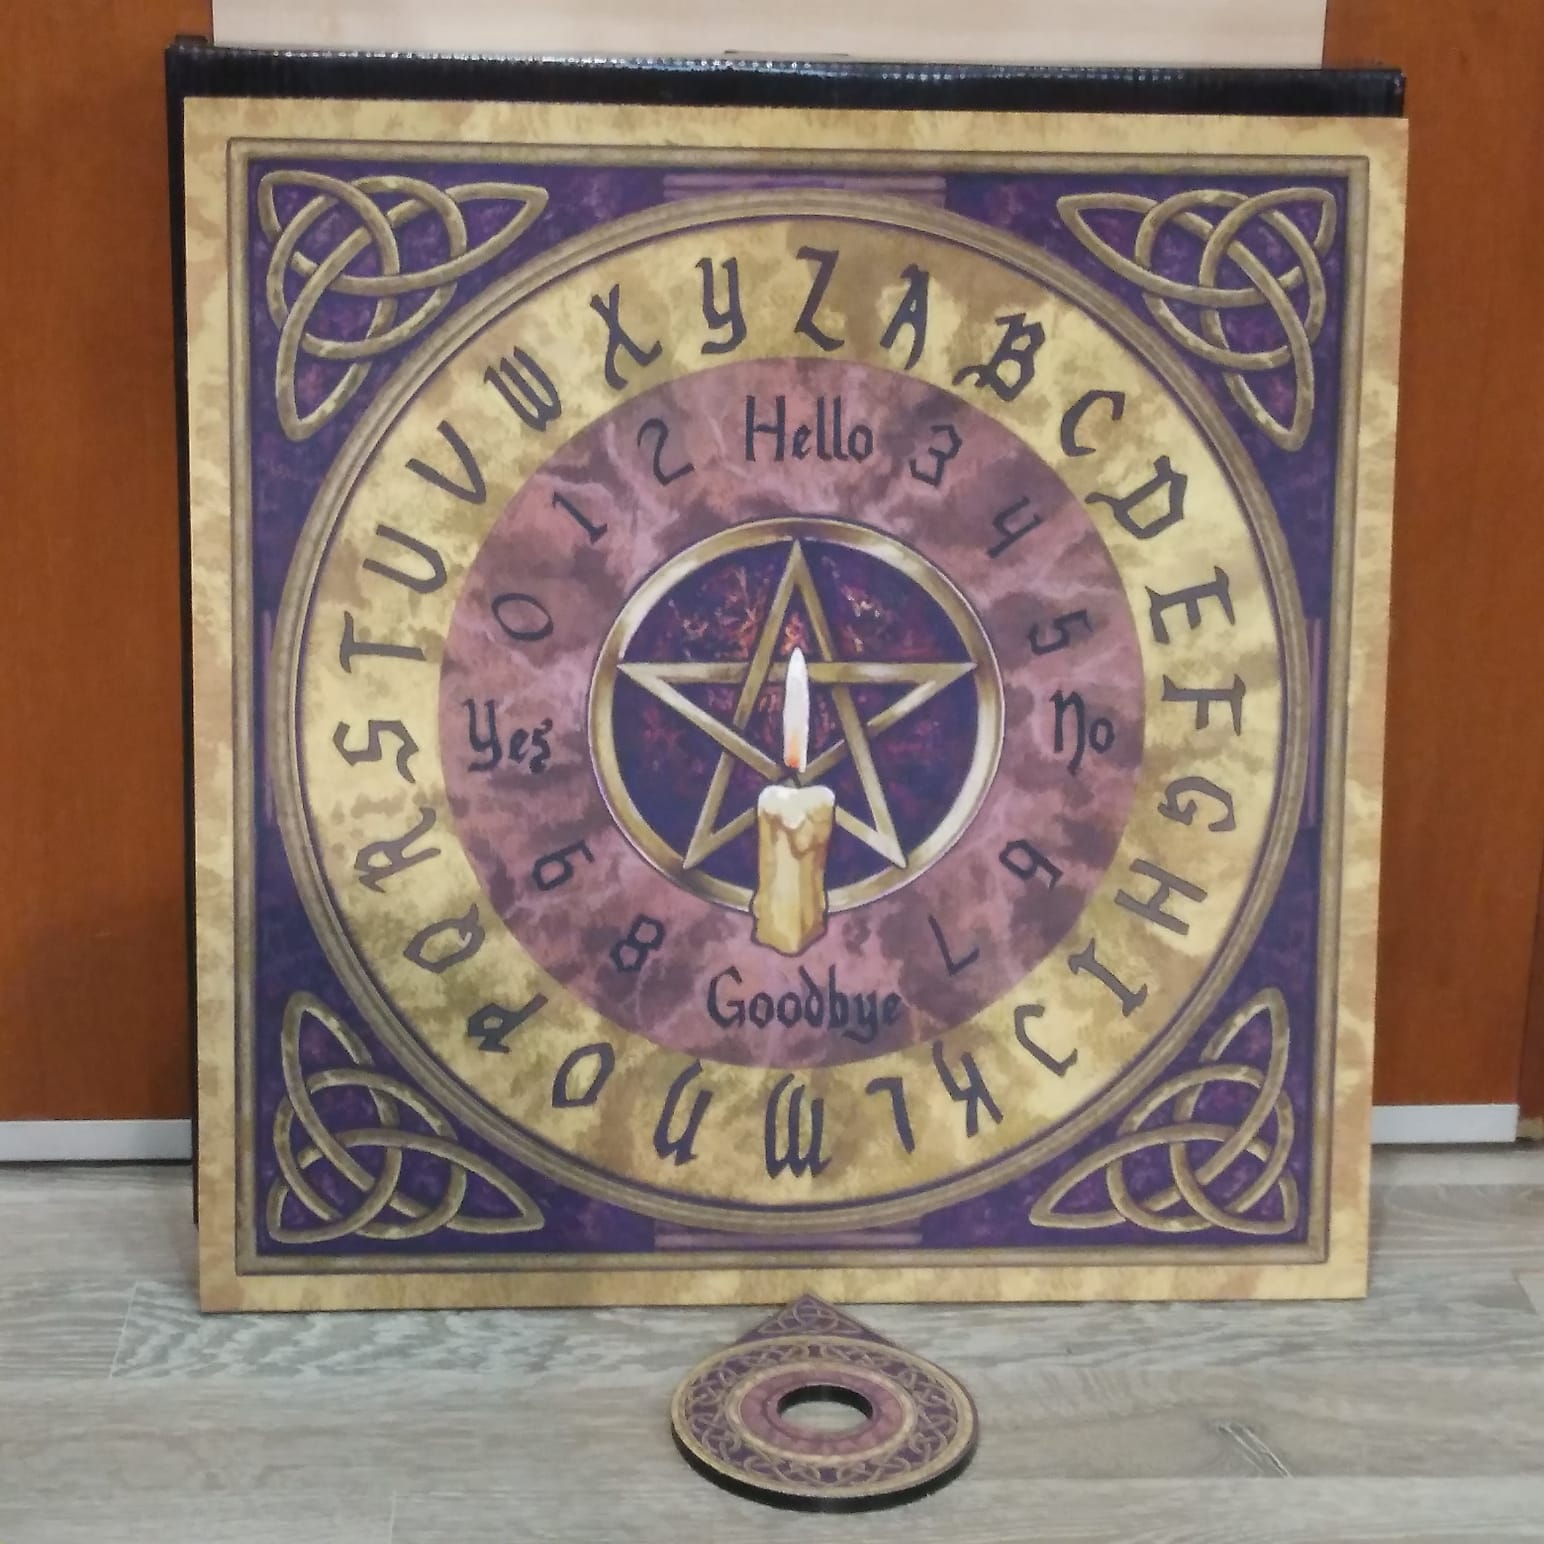 A B C D E F G H I J K L M N O P Q R S T U V W X Y Z
Hello
0 1 2 3 4 5
Yes
No
6 7 8 9
Goodbye